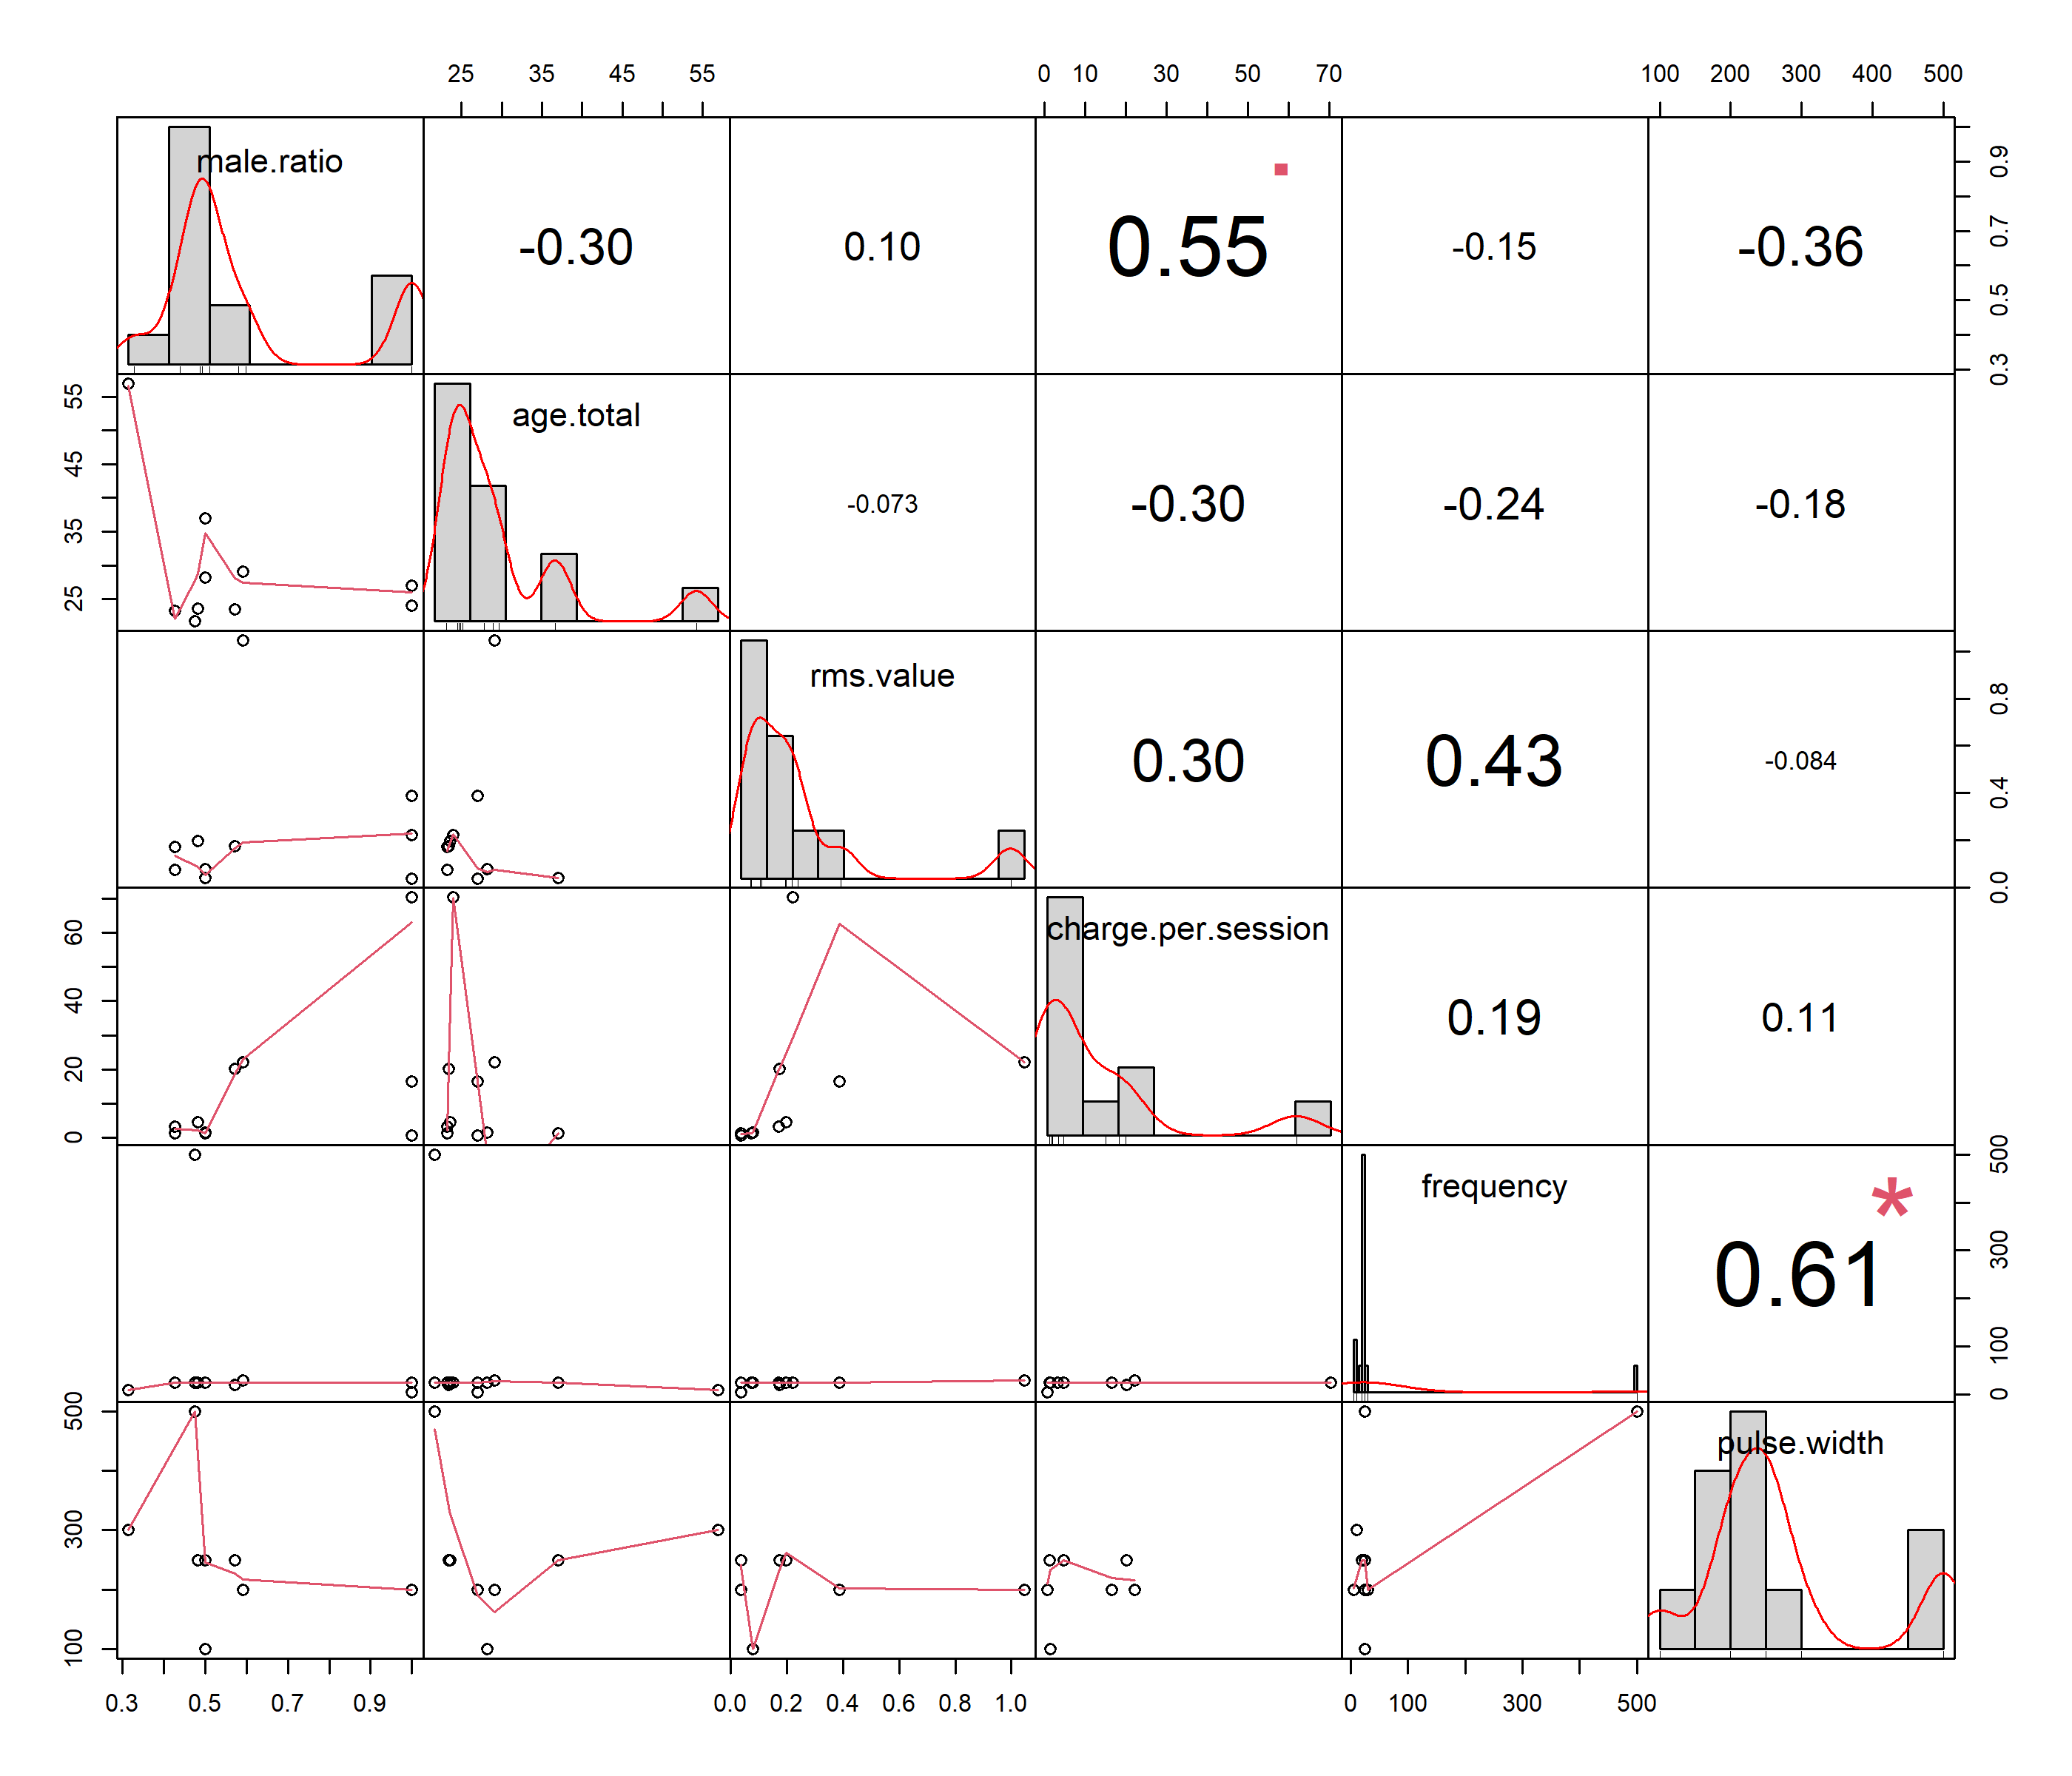 25 35 45 55 0 10 30 50 70 100 200 300 400 500
male.ratio -0.30 0.10 0.55 -0.15 -0.36 0.3 0.5 0.7 0.9
25 35 45 55 age.total -0.073 -0.30 -0.24 -0.18
rms.value 0.30 0.43 -0.084 0.0 0.4 0.8
0 20 40 60 charge.per.session 0.19 0.11
frequency 0.61 * 0 100 300 500
100 300 500 pulse.width
0.3 0.5 0.7 0.9 0.0 0.2 0.4 0.6 0.8 1.0 0 100 300 500